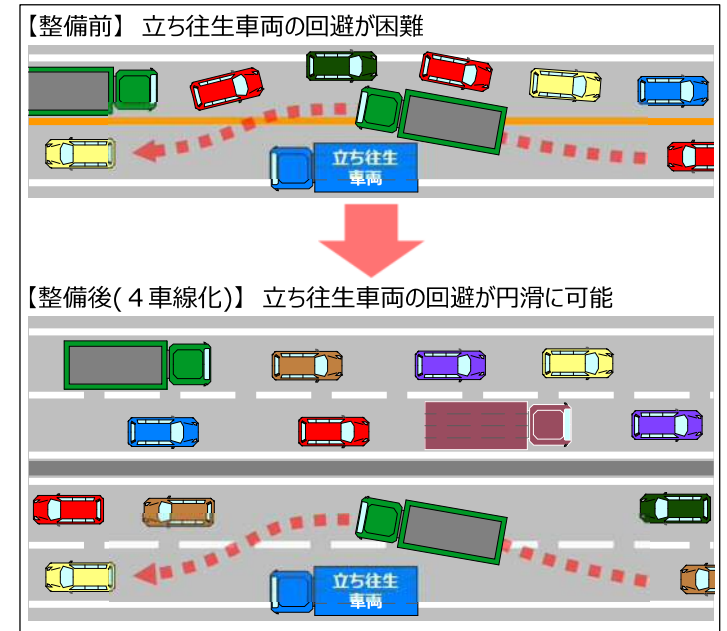 【整備前】 立ち往生車両の回避が困難
立ち往生
車両
【整備後(４車線化)】 立ち往生車両の回避が円滑に可能
立ち往生
車両